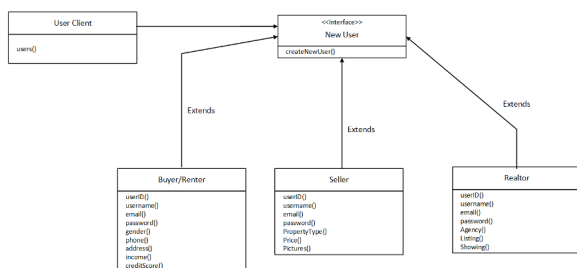 User Client
users()
<<Interface>>
New User
createNewUser()
Extends
Extends
Extends
Buyer/Renter
userID()
username()
email()
password()
gender()
phone()
address()
income()
creditScore()
Seller
userID()
username()
email()
password()
PropertyType()
Price()
Pictures()
Realtor
userID()
username()
email()
password()
Agency()
Listing()
Showing()